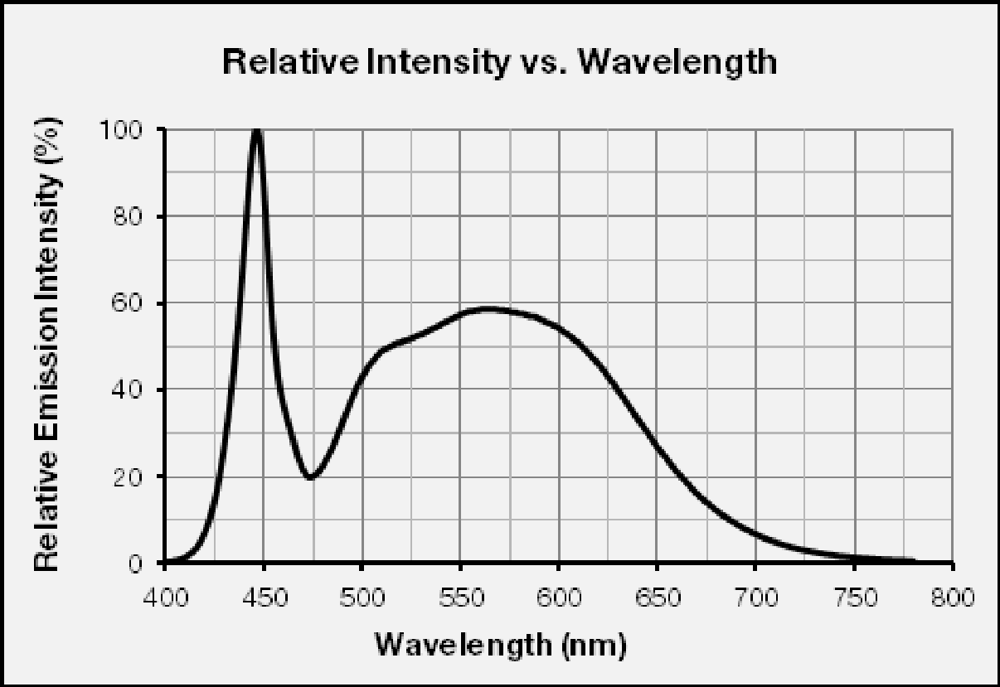 Relative Intensity vs. Wavelength
Relative Emission Intensity (%)
100
80
60
40
20
0
400 450 500 550 600 650 700 750 800
Wavelength (nm)